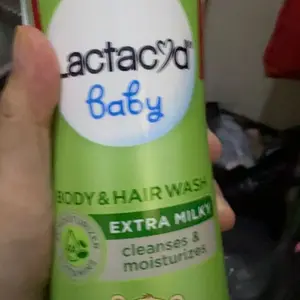 Lactacyd
baby
BODY & HAIR WASH
EXTRA MILKY
cleanses &
moisturizes